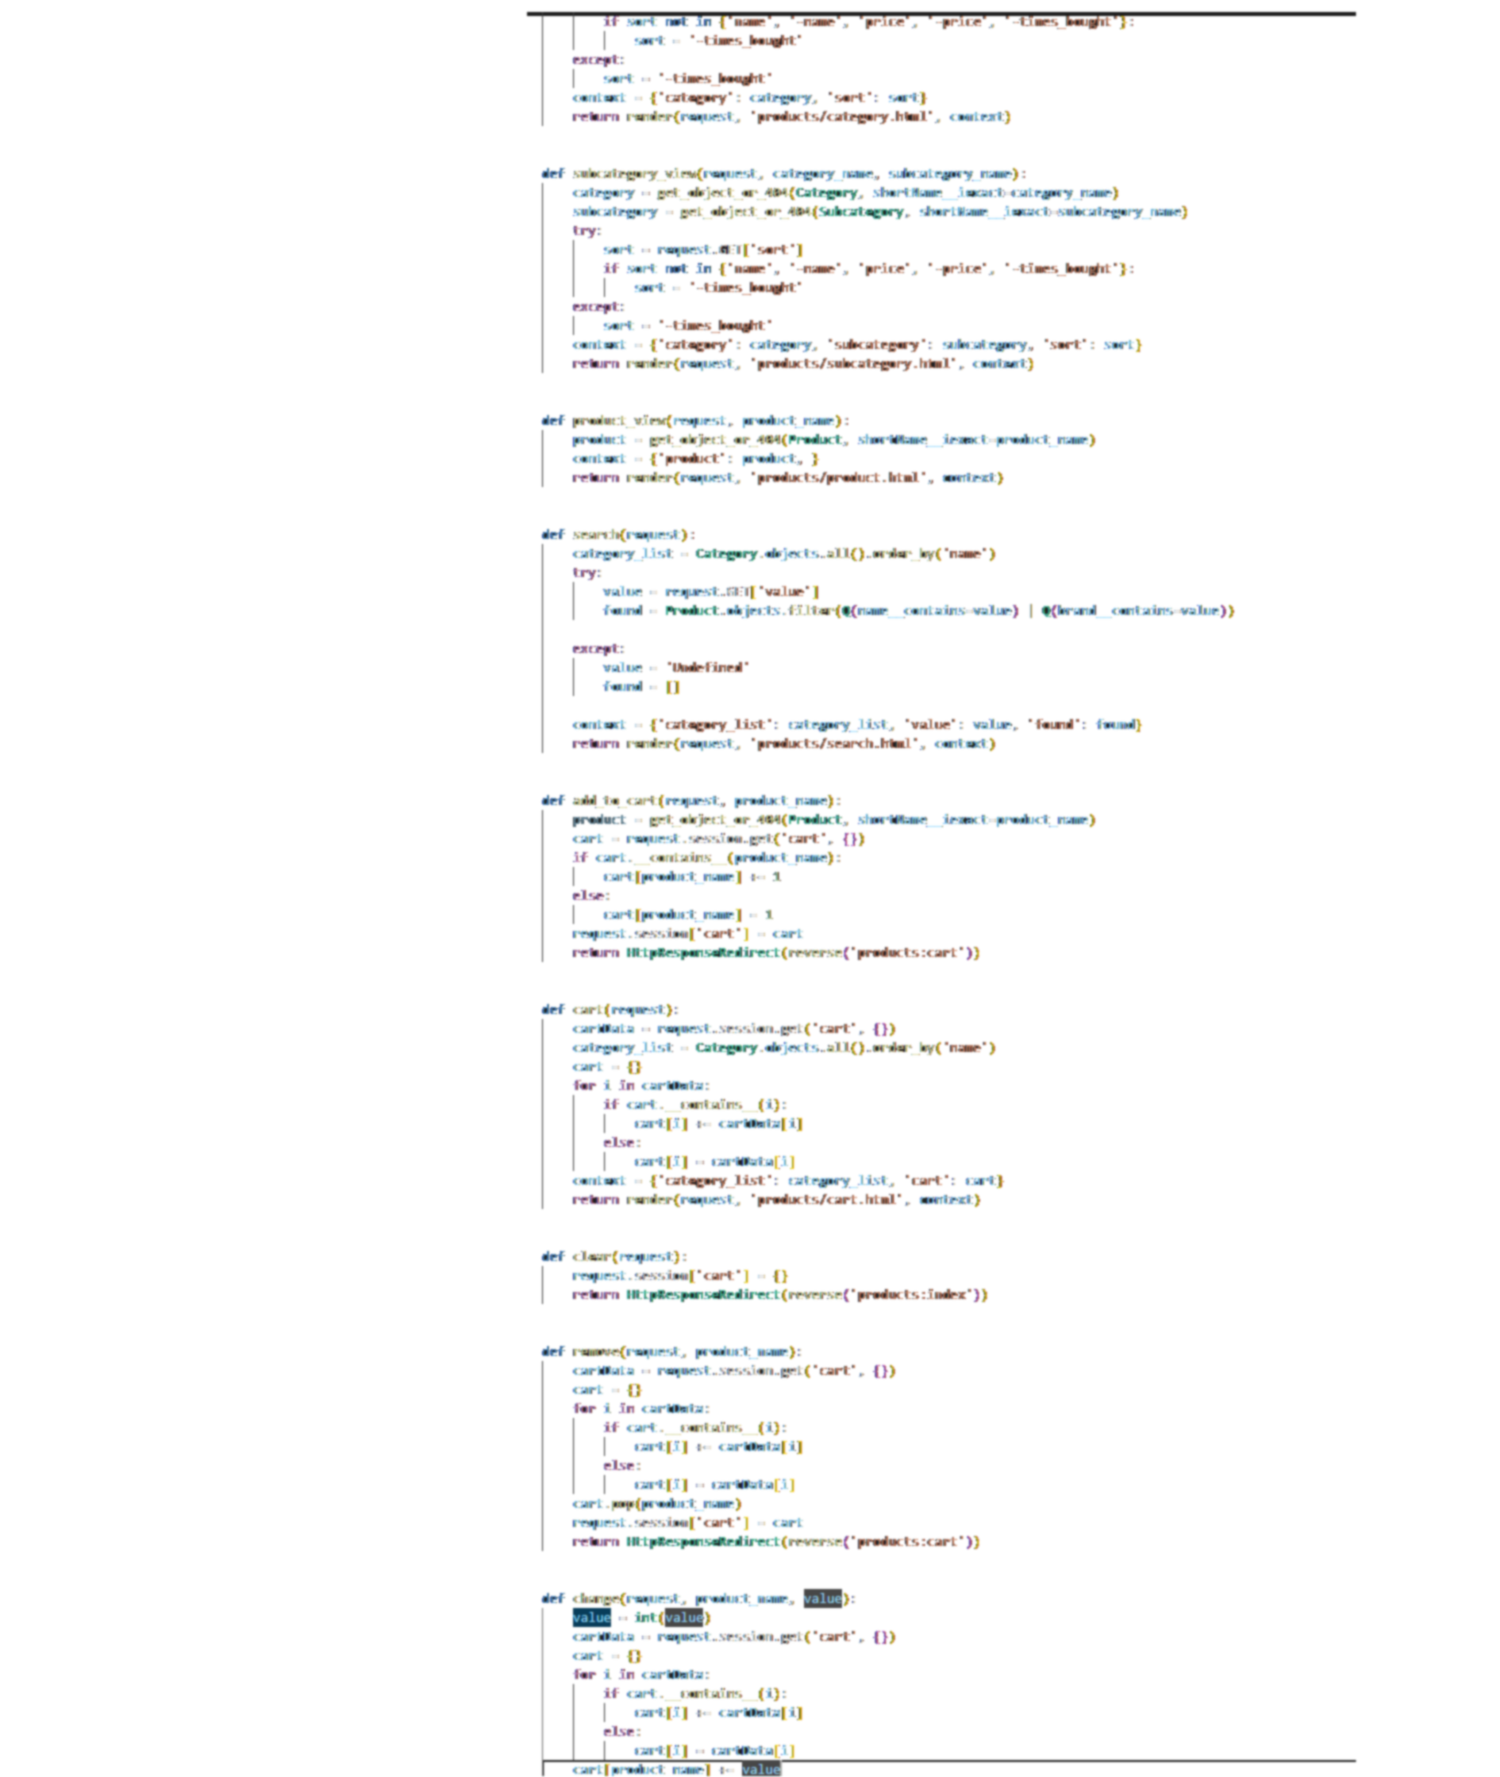 if sort not in ['name', '-name', 'price', '-price', '-times_bought']:
sort = '-times_bought'
except:
sort = '-times_bought'
context = {'category': category, 'sort': sort}
return render(request, 'products/category.html', context)
def subcategory_view(request, category_name, subcategory_name):
category = get_object_or_404(Category, shortName__iexact=category_name)
subcategory = get_object_or_404(Subcategory, shortName__iexact=subcategory_name)
try:
sort = request.GET['sort']
if sort not in ['name', '-name', 'price', '-price', '-times_bought']:
sort = '-times_bought'
except:
sort = '-times_bought'
context = {'category': category, 'subcategory': subcategory, 'sort': sort}
return render(request, 'products/subcategory.html', context)
def product_view(request, product_name):
product = get_object_or_404(Product, shortName__iexact=product_name)
context = {'product': product, }
return render(request, 'products/product.html', context)
def search(request):
category_list = Category.objects.all().order_by('name')
try:
value = request.GET['value']
found = Product.objects.filter(Q(name__contains=value) | Q(brand__contains=value))
except:
value = 'Undefined'
found = []
context = {'category_list': category_list, 'value': value, 'found': found}
return render(request, 'products/search.html', context)
def add_to_cart(request, product_name):
product = get_object_or_404(Product, shortName__iexact=product_name)
cart = request.session.get('cart', {})
if cart.__contains__(product_name):
cart[product_name] += 1
else:
cart[product_name] = 1
request.session['cart'] = cart
return HttpResponseRedirect(reverse('products:cart'))
def cart(request):
cartData = request.session.get('cart', {})
category_list = Category.objects.all().order_by('name')
cart = {}
for i in cartData:
if cart.__contains__(i):
cart[i] += cartData[i]
else:
cart[i] = cartData[i]
context = {'category_list': category_list, 'cart': cart}
return render(request, 'products/cart.html', context)
def clear(request):
request.session['cart'] = {}
return HttpResponseRedirect(reverse('products:index'))
def remove(request, product_name):
cartData = request.session.get('cart', {})
cart = {}
for i in cartData:
if cart.__contains__(i):
cart[i] += cartData[i]
else:
cart[i] = cartData[i]
cart.pop(product_name)
request.session['cart'] = cart
return HttpResponseRedirect(reverse('products:cart'))
def change(request, product_name, value):
value = int(value)
cartData = request.session.get('cart', {})
cart = {}
for i in cartData:
if cart.__contains__(i):
cart[i] += cartData[i]
else:
cart[i] = cartData[i]
cart[product_name] += value